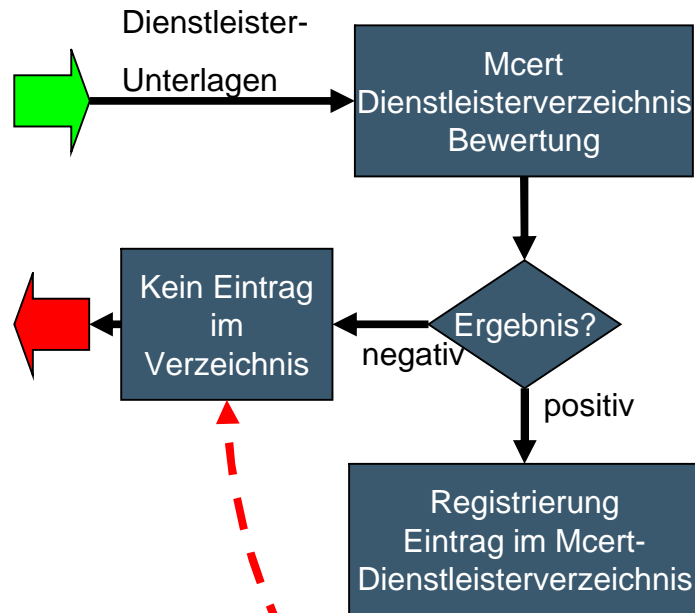 Dienstleister-
Unterlagen
Mcert
Dienstleisterverzeichnis
Bewertung
Ergebnis?
negativ
Kein Eintrag
im
Verzeichnis
positiv
Registrierung
Eintrag im Mcert-
Dienstleisterverzeichnis